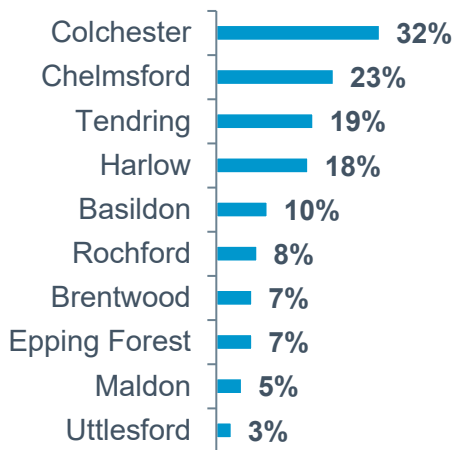 Colchester 32%
Chelmsford 23%
Tendring 19%
Harlow 18%
Basildon 10%
Rochford 8%
Brentwood 7%
Epping Forest 7%
Maldon 5%
Uttlesford 3%